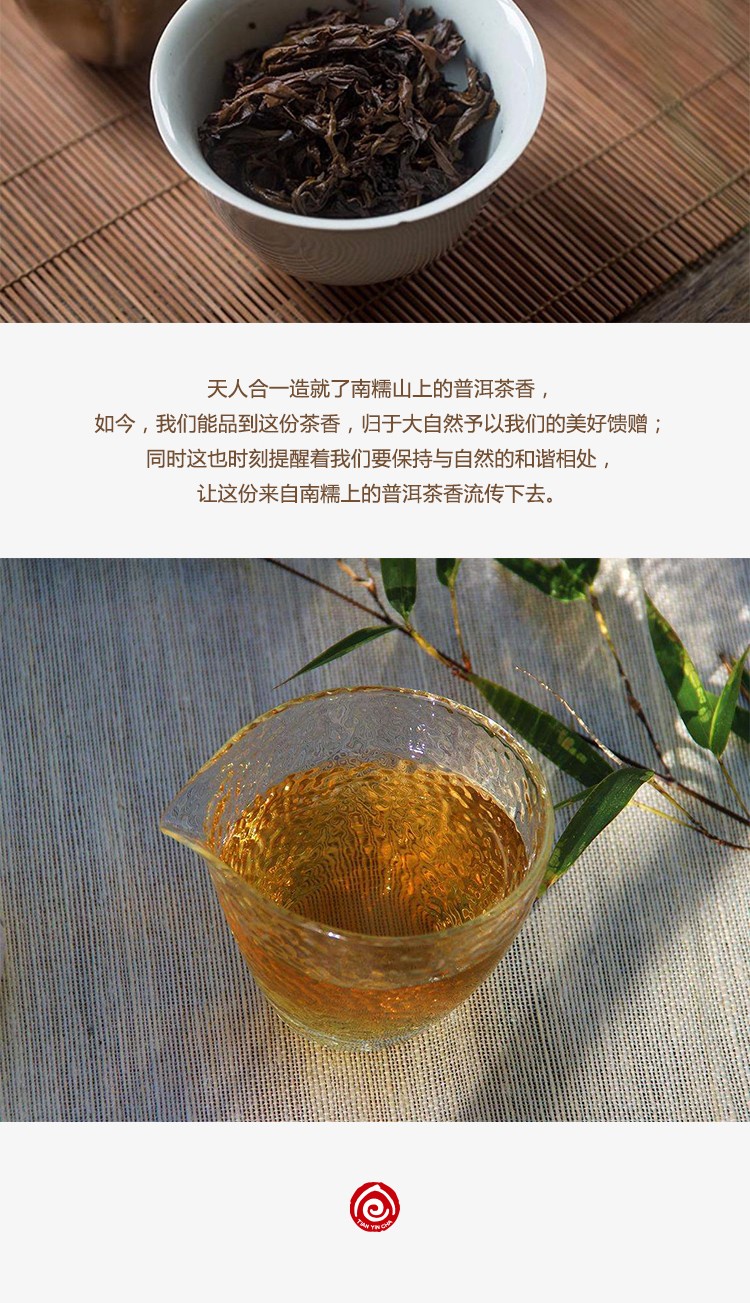 天人合一造就了南糯山上的普洱茶香，
如今，我们能品到这份茶香，归于大自然予以我们的美好馈赠；
同时这也时刻提醒着我们要保持与自然的和谐相处，
让这份来自南糯上的普洱茶香流传下去。
TIAN YIN CHA